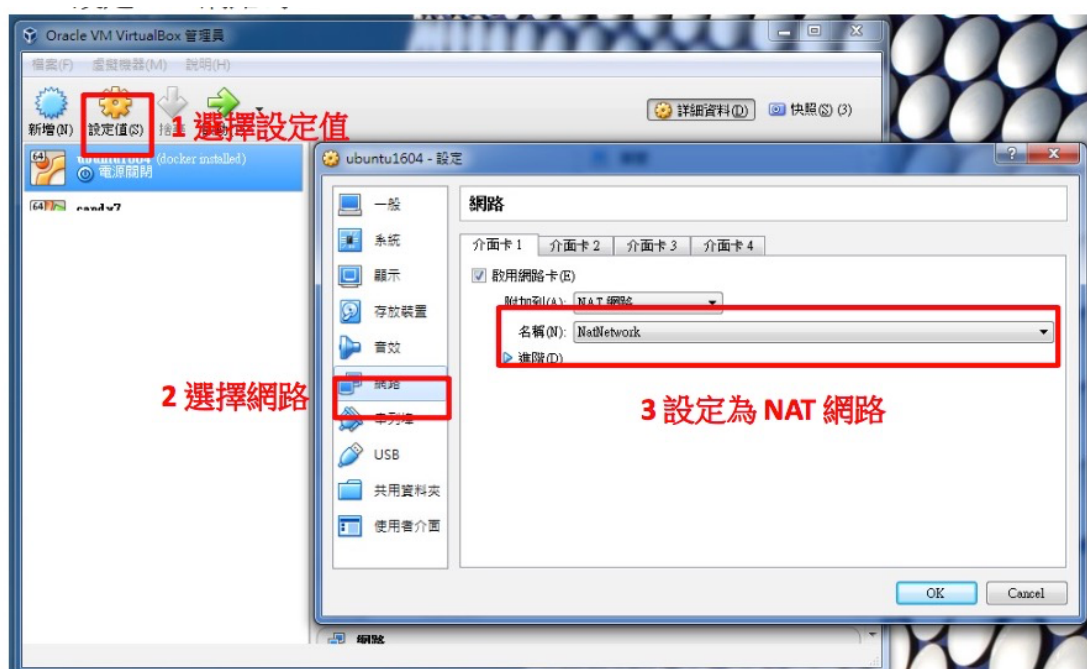 Oracle VM VirtualBox 管理員
檔案(F) 虛擬機器(M) 說明(H)
新增(N) 設定值(S)
1 選擇設定值
詳細資料(D) 快照(S) (3)
64 ubuntu1604 (docker installed)
電源關閉
64
ubuntu1604 - 設定
一般
系統
顯示
存放裝置
音效
網路
USB
共用資料夾
使用者介面
2 選擇網路
網路
介面卡 1 介面卡 2 介面卡 3 介面卡 4
啟用網路卡(E)
附加到(A): NAT 網路
名稱(N): NatNetwork
進階(D)
3 設定為 NAT 網路
OK Cancel
網路